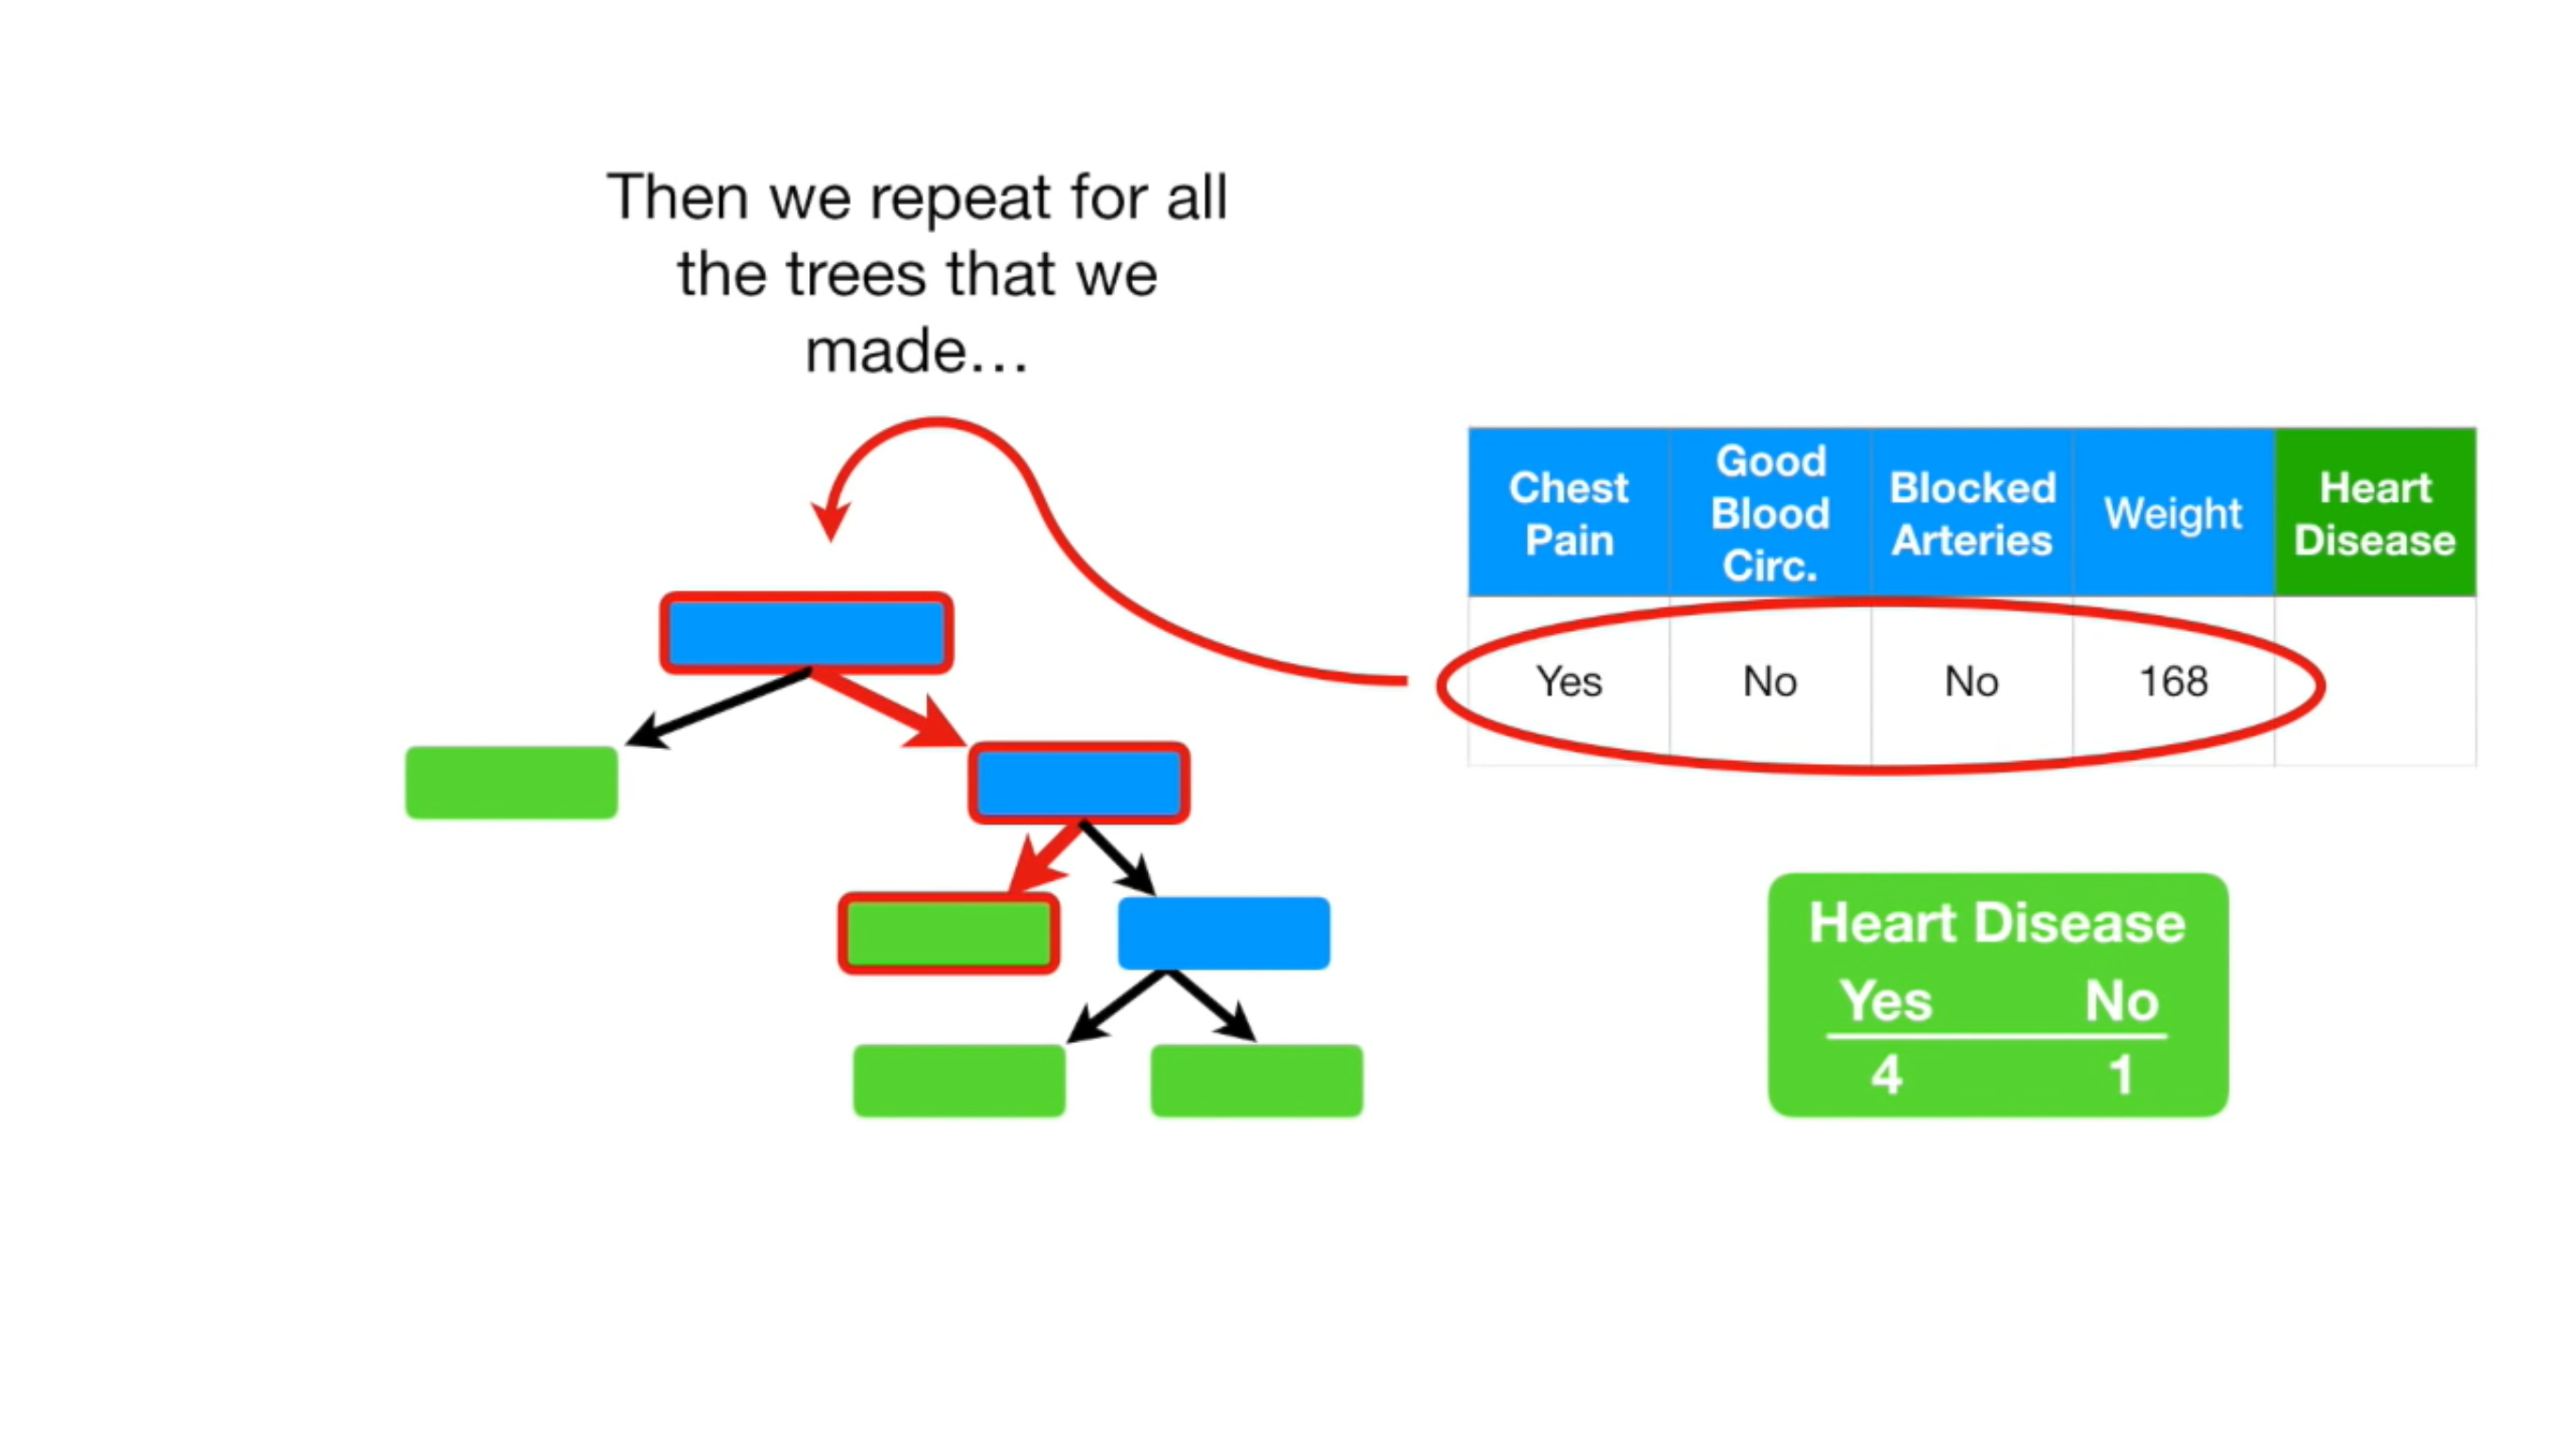 Then we repeat for all
the trees that we
made…
Chest Pain
Good Blood Circ.
Blocked Arteries
Weight
Heart Disease
Yes No No 168
Heart Disease
Yes No
4 1